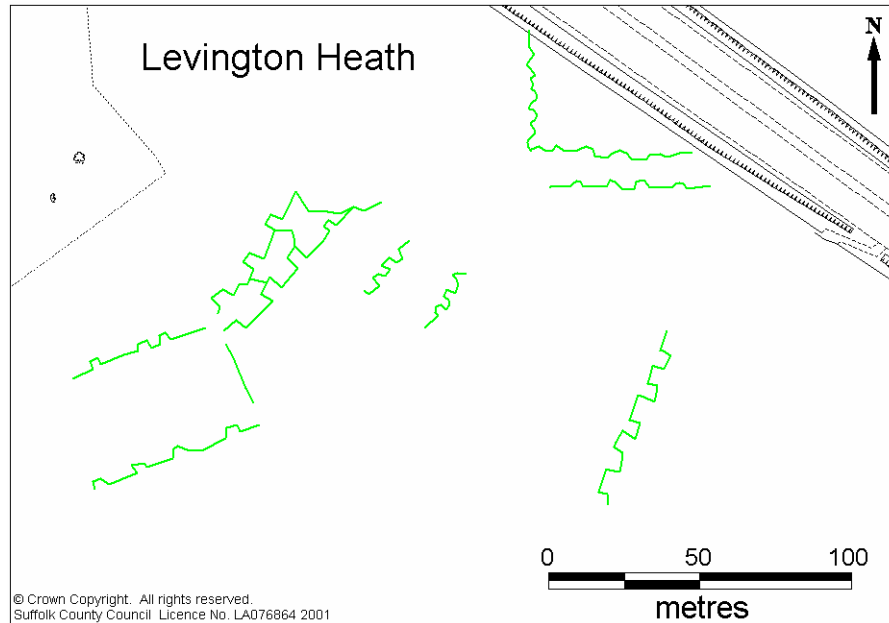 Levington Heath
N
0 50 100
metres
© Crown Copyright. All rights reserved.
Suffolk County Council Licence No. LA076864 2001